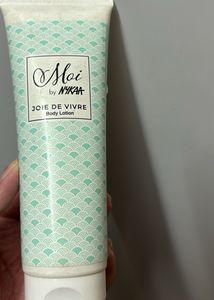 Moi
by NYKAA
JOIE DE VIVRE
Body Lotion